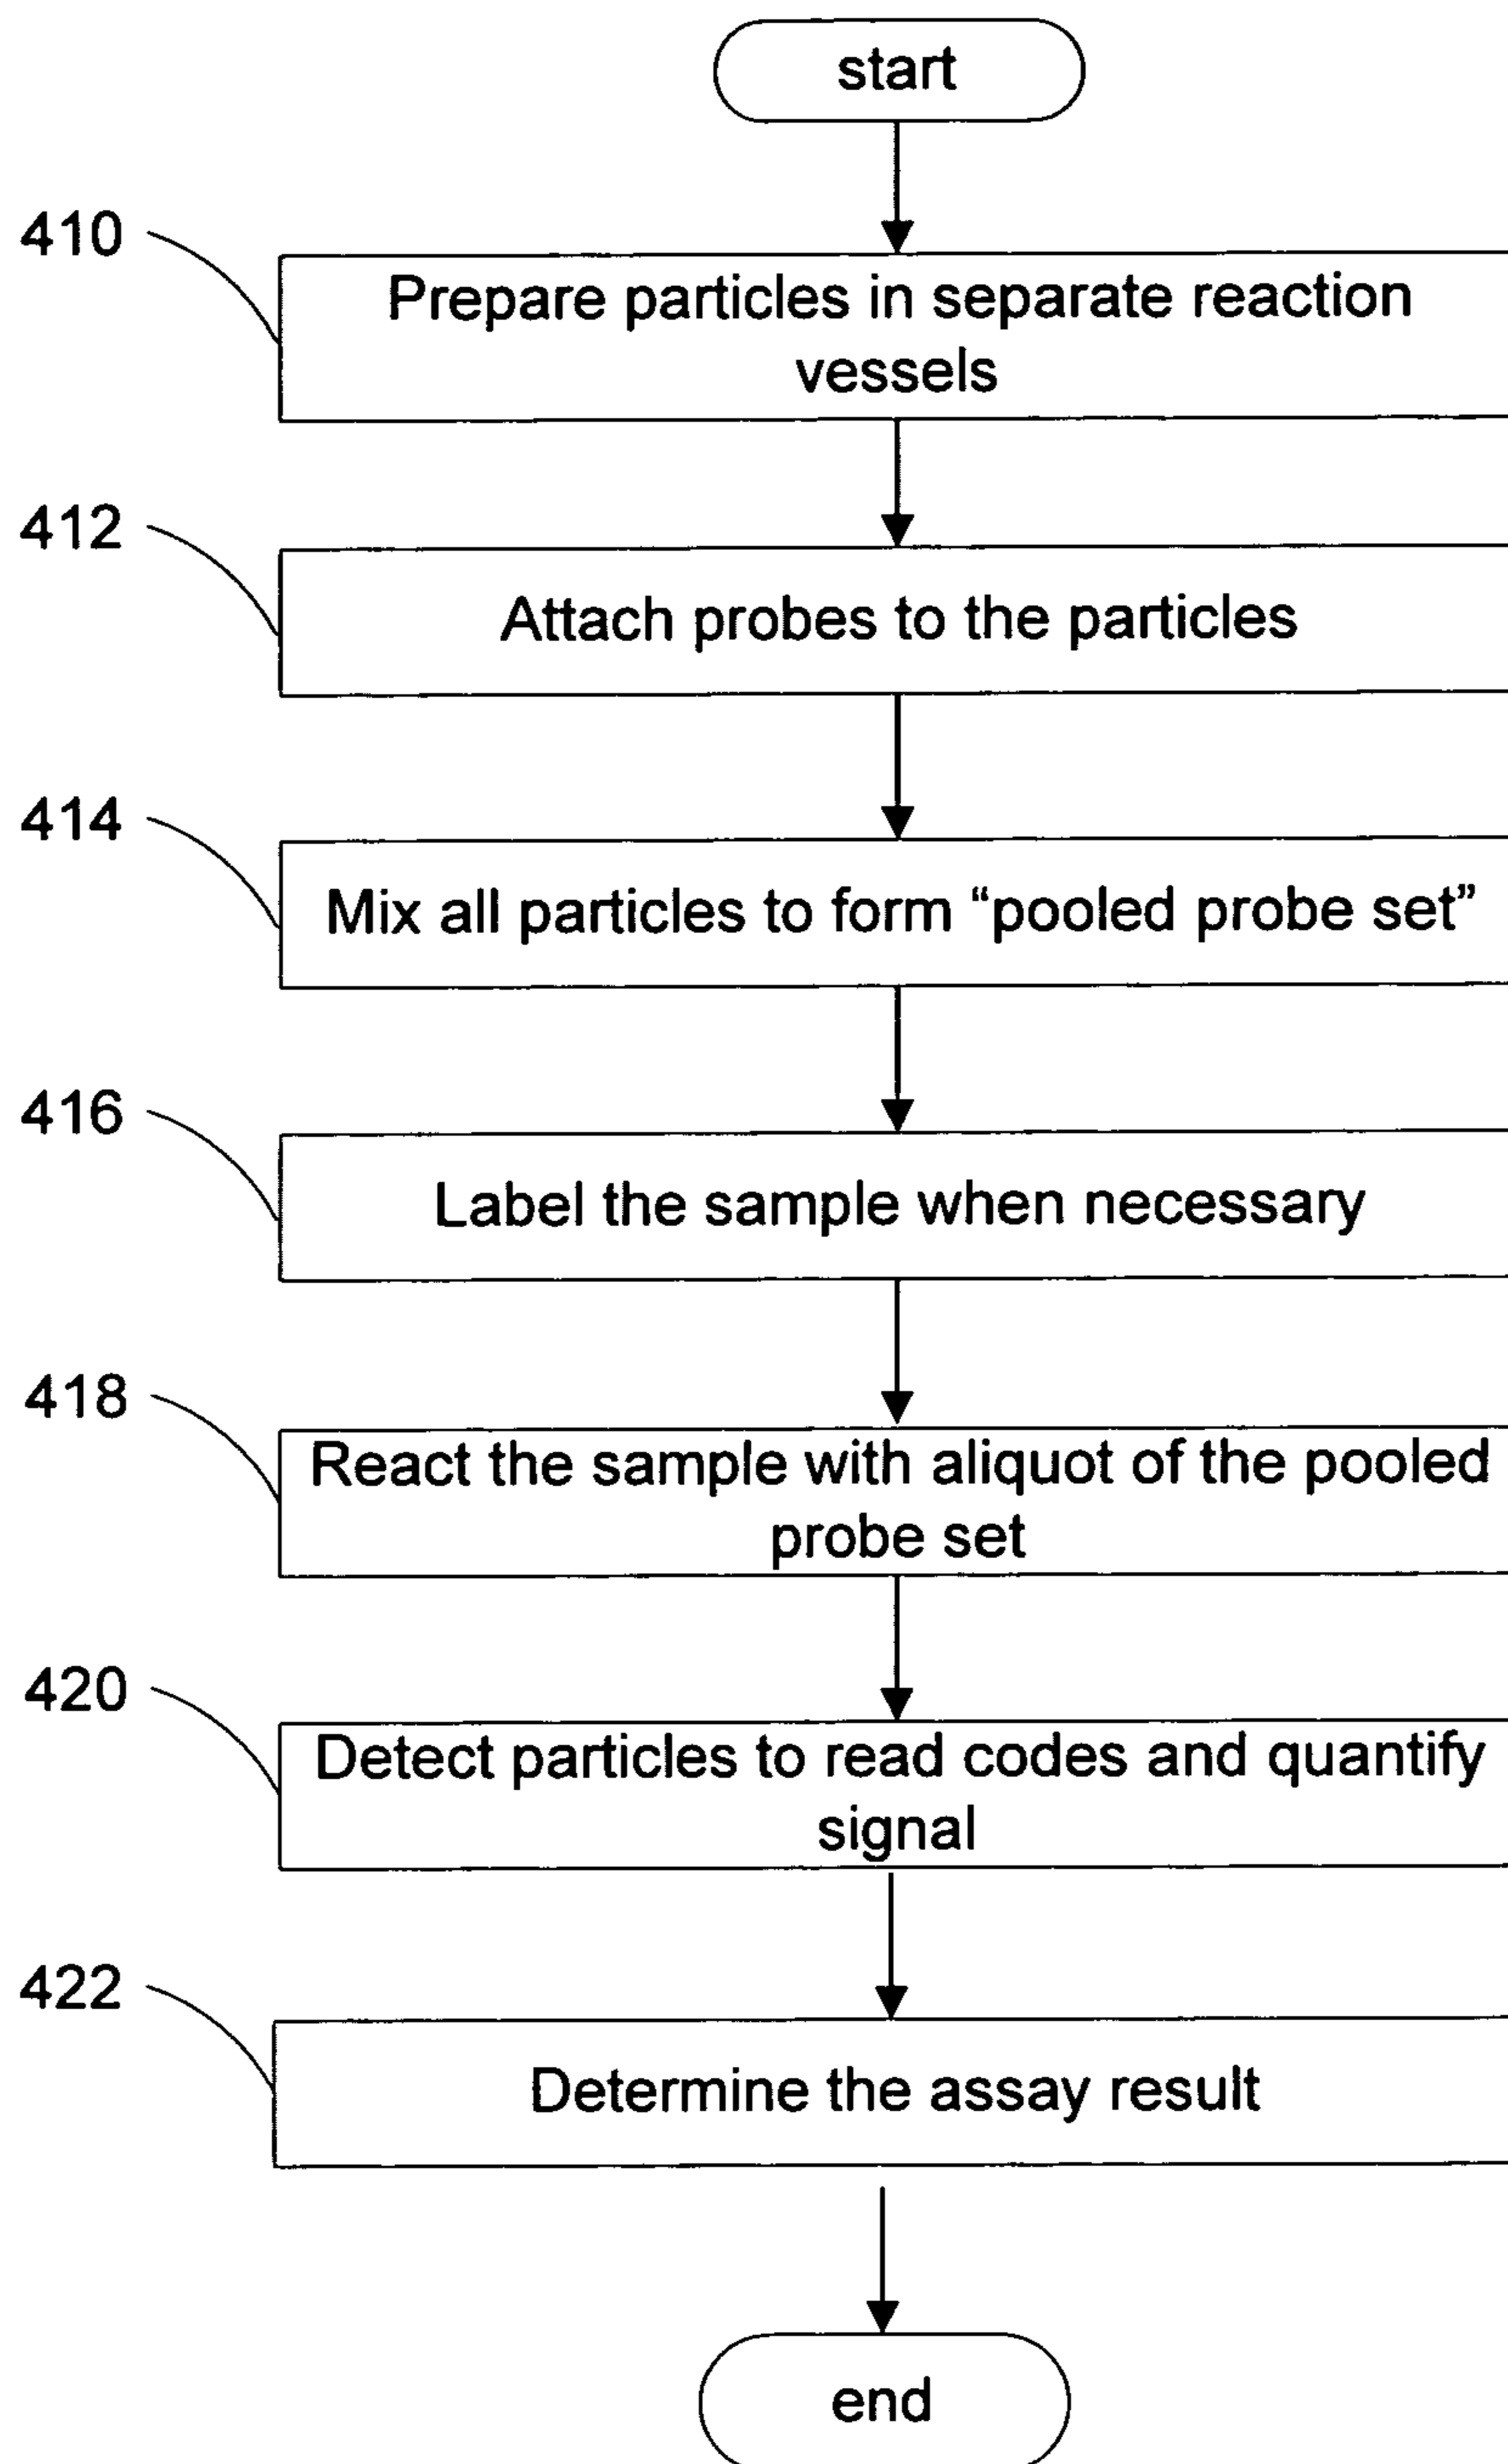 start
410
Prepare particles in separate reaction
vessels
412
Attach probes to the particles
414
Mix all particles to form “pooled probe set”
416
Label the sample when necessary
418
React the sample with aliquot of the pooled
probe set
420
Detect particles to read codes and quantify
signal
422
Determine the assay result
end